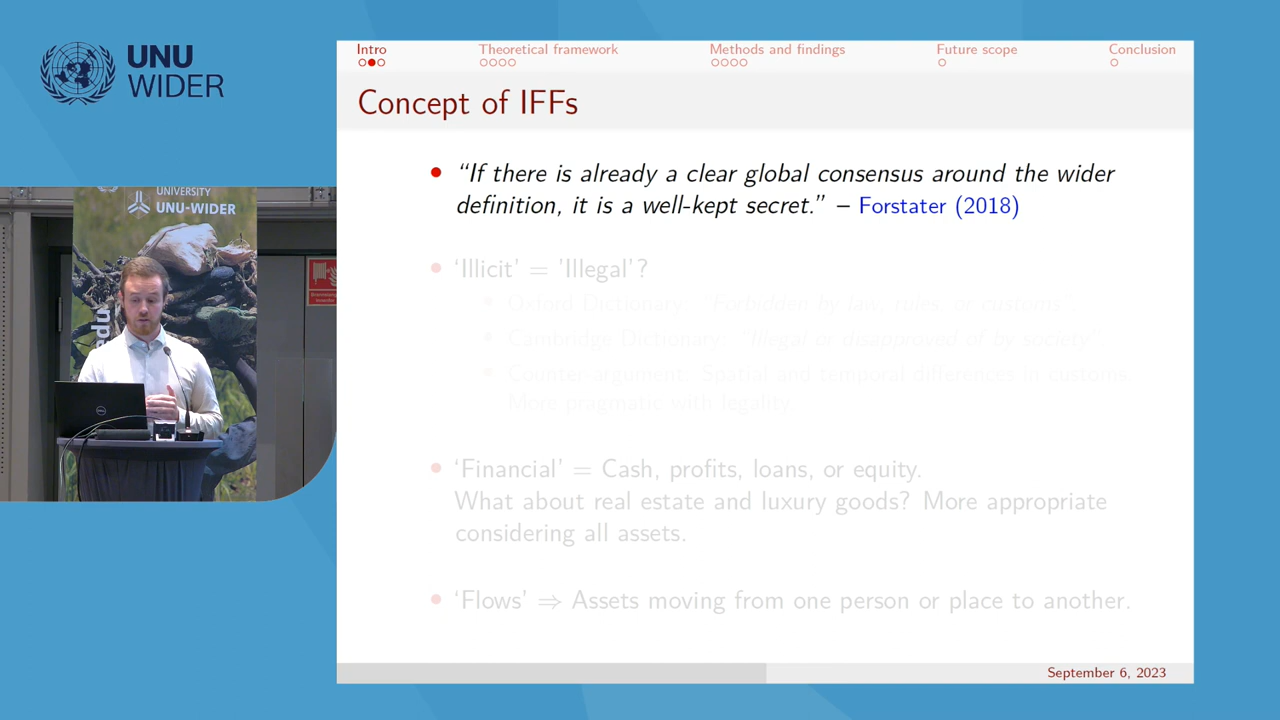 UNU
WIDER
Intro
Theoretical framework
Methods and findings
Future scope
Conclusion
Concept of IFFs
“If there is already a clear global consensus around the wider
definition, it is a well-kept secret.” – Forstater (2018)
‘Illicit’ = 'Illegal'?
Oxford Dictionary: “Forbidden by law, rules, or customs”
Cambridge Dictionary: “Illegal or disapproved of by society”
Counter argument: Spatial and temporal differences in customs.
More pragmatic with legality
‘Financial’ = Cash, profits, loans, or equity.
What about real estate and luxury goods? More appropriate
considering all assets.
‘Flows’ ⇒ Assets moving from one person or place to another.
September 6, 2023
UNIVERSITY
UNU-WIDER
edu
DELL